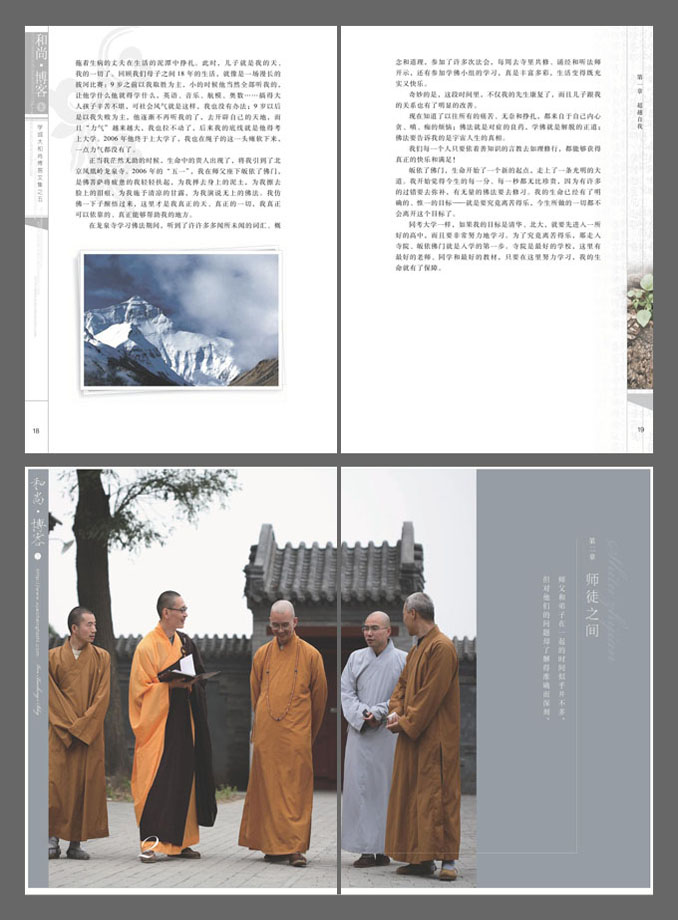 和尚·博客
学诚大和尚博客文集之五
拖着生病的丈夫在生活的泥潭中挣扎。此时，儿子就是我的天、
我的一切了。回顾我们母子之间 18 年的生活，就像是一场漫长的
拔河比赛：9 岁之前以我取胜为主，小的时候他当然全部听我的，
让他学什么他就得学什么，英语、音乐、航模、奥数……搞得大
人孩子辛苦不堪，可社会风气就是这样，我也没有办法；9 岁以后
是以我失败为主，他逐渐不再听我的了，去开辟自己的天地，而
且“力气”越来越大，我也拉不动了，后来我的底线就是他得考
上大学。2006 年他终于上大学了，我也在绳子的这一头瘫软下来，
一点力气都没有了。
正当我茫然无助的时候，生命中的贵人出现了，将我引到了北
京凤凰岭龙泉寺。2006 年的“五一”，我在师父座下皈依了佛门，
是佛菩萨将疲惫的我轻轻扶起，为我掸去身上的泥土，为我擦去
脸上的泪痕，为我施予清凉的甘露，为我演说无上的佛法。我仿
佛一下子醒悟过来，这里才是我真正的天、真正的一切，我真正
可以依靠的、真正能够帮助我的地方。
在龙泉寺学习佛法期间，听到了许许多多闻所未闻的词汇、概
18
念和道理，参加了许多次法会，每周去寺里共修、诵经和听法师
开示，还有参加学佛小组的学习，真是丰富多彩，生活变得既充
实又快乐。
奇妙的是，这段时间里，不仅我的先生康复了，而且儿子跟我
的关系也有了明显的改善。
现在知道了以往所有的痛苦、无奈和挣扎，都来自于自己内心
贪、嗔、痴的烦恼；佛法就是对症的良药，学佛就是解脱的正道；
佛法要告诉我的是宇宙人生的真相。
我们每一个人只要依着善知识的言教去如理修行，都能够获得
真正的快乐和满足！
皈依了佛门，生命开始了一个新的起点，走上了一条光明的大
道。我开始觉得今生的每一分、每一秒都无比珍贵，因为有许多
的过错要去弥补，有无量的佛法要去修习。我的生命已经有了明
确的、惟一的目标——就是要究竟离苦得乐，今生所做的一切都不
会离开这个目标了。
同考大学一样，如果我的目标是清华、北大，就要先进入一所
好的高中，而且要非常努力地学习。为了究竟离苦得乐，那走入
寺院、皈依佛门就是入学的第一步。寺院是最好的学校，这里有
最好的老师、同学和最好的教材，只要在这里努力学习，我的生
命就有了保障。
第一章 超越自我
19
和尚·博客
2
第二章
师徒之间
师父和弟子在一起的时间似乎并不多，
但对他们的问题却了解得准确而深刻。